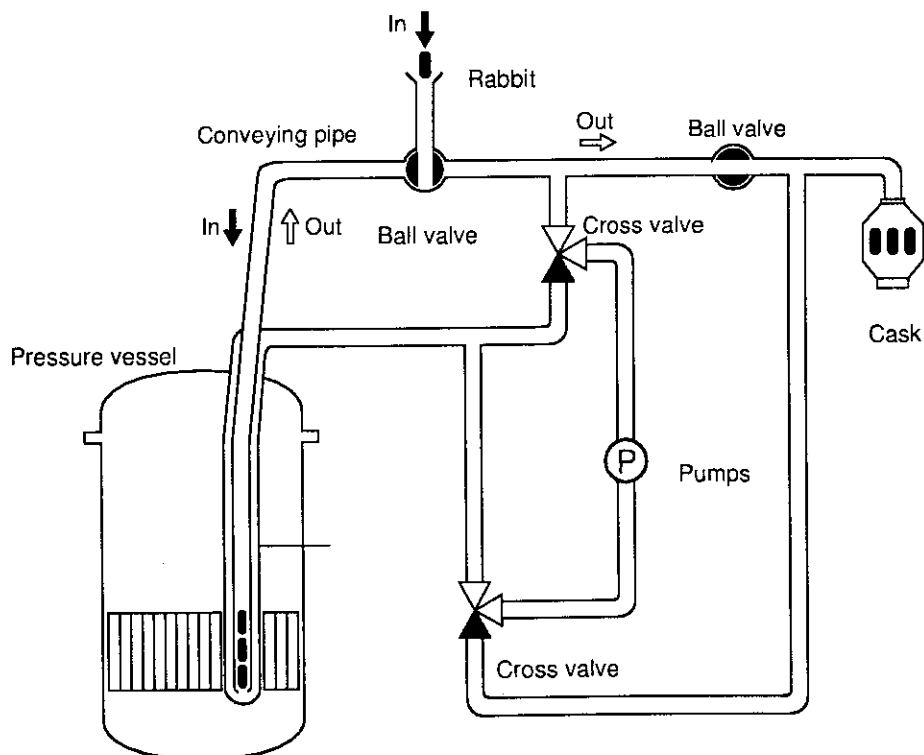 In
Rabbit
Conveying pipe
Out
Ball valve
In
Out
Ball valve
Cross valve
Cask
Pressure vessel
P
Pumps
Cross valve